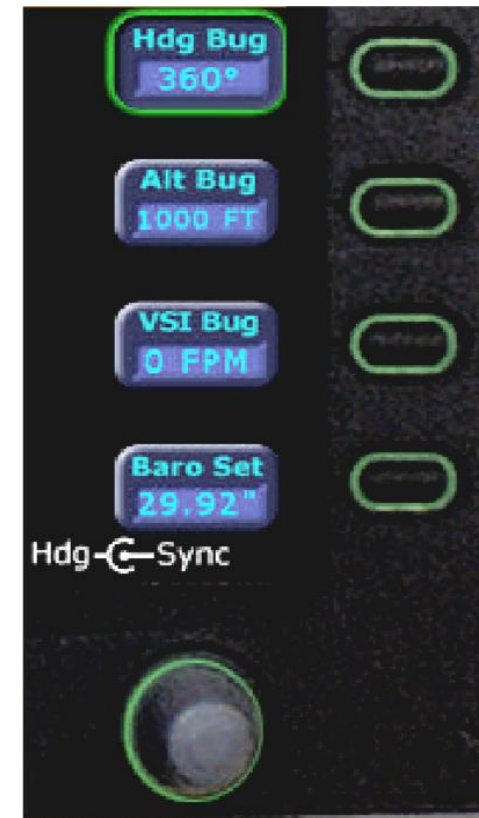 Hdg Bug
360°
Alt Bug
1000 FT
VSI Bug
0 FPM
Baro Set
29.92"
Hdg Sync